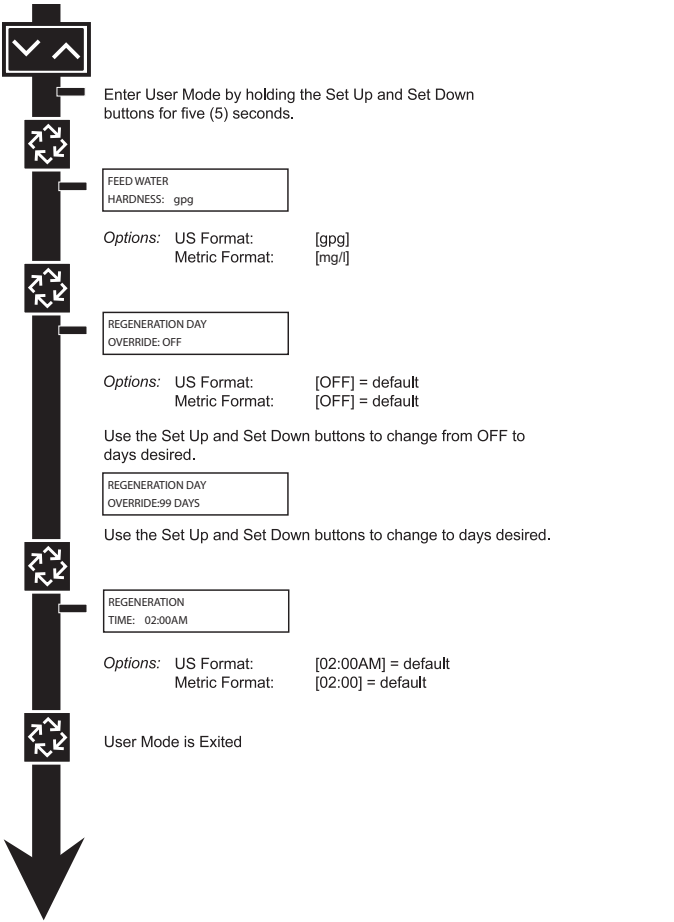 Enter User Mode by holding the Set Up and Set Down
buttons for five (5) seconds.
FEED WATER
HARDNESS: gpg
Options: US Format: [gpg]
Metric Format: [mg/l]
REGENERATION DAY
OVERRIDE: OFF
Options: US Format: [OFF] = default
Metric Format: [OFF] = default
Use the Set Up and Set Down buttons to change from OFF to
days desired.
REGENERATION DAY
OVERRIDE:99 DAYS
Use the Set Up and Set Down buttons to change to days desired.
REGENERATION
TIME: 02:00AM
Options: US Format: [02:00AM] = default
Metric Format: [02:00] = default
User Mode is Exited